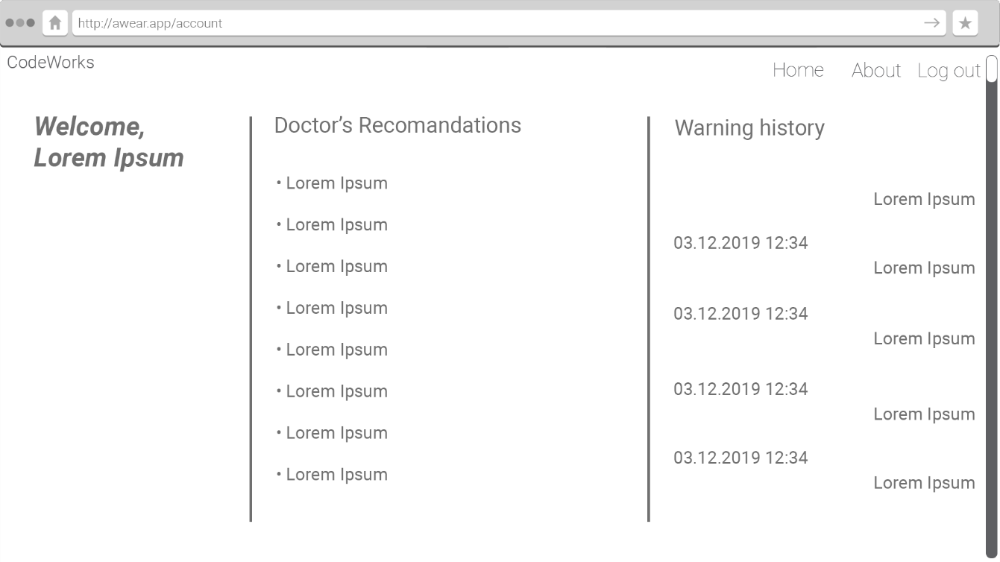 http://awear.app/account
CodeWorks
Home About Log out
Welcome,
Lorem Ipsum
Doctor’s Recomandations
• Lorem Ipsum
• Lorem Ipsum
• Lorem Ipsum
• Lorem Ipsum
• Lorem Ipsum
• Lorem Ipsum
• Lorem Ipsum
• Lorem Ipsum
Warning history
Lorem Ipsum
03.12.2019 12:34
Lorem Ipsum
03.12.2019 12:34
Lorem Ipsum
03.12.2019 12:34
Lorem Ipsum
03.12.2019 12:34
Lorem Ipsum